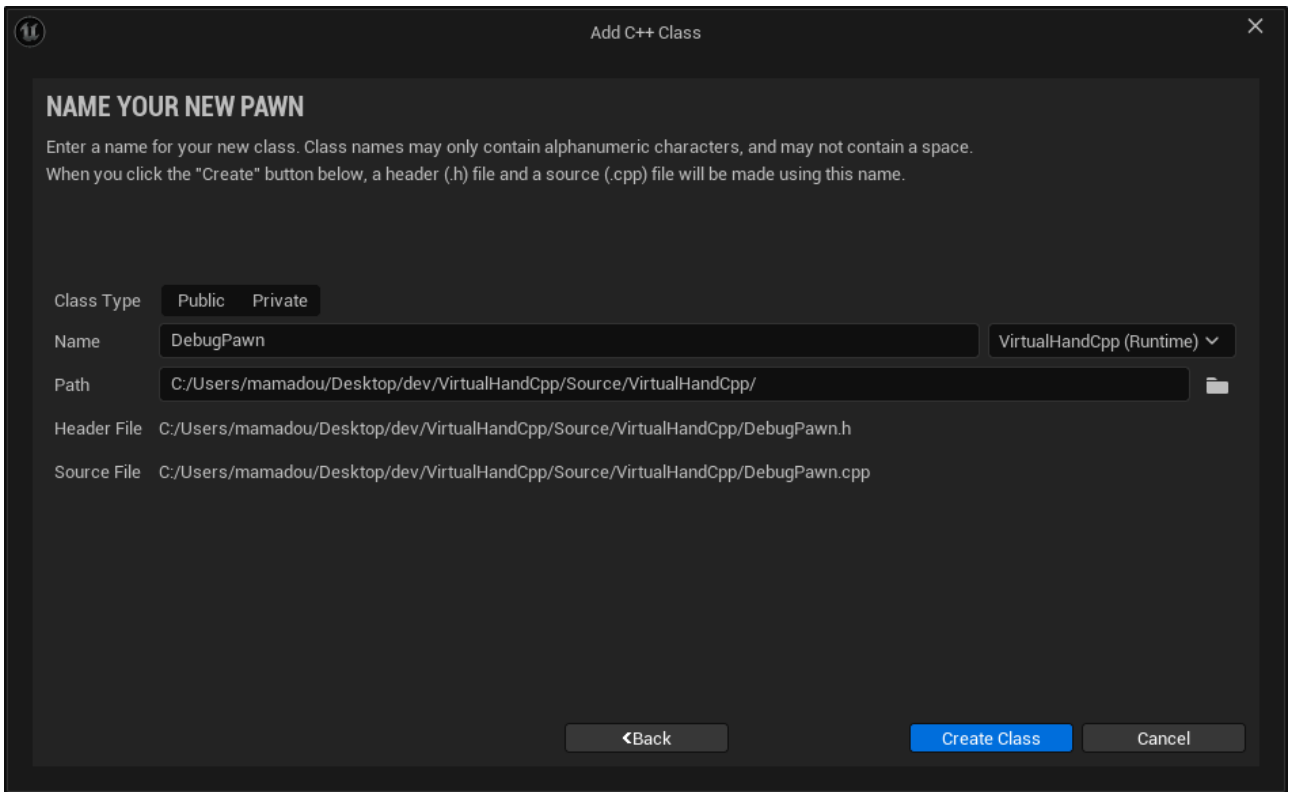 Add C++ Class
NAME YOUR NEW PAWN
Enter a name for your new class. Class names may only contain alphanumeric characters, and may not contain a space.
When you click the "Create" button below, a header (.h) file and a source (.cpp) file will be made using this name.
Class Type Public Private
Name DebugPawn VirtualHandCpp (Runtime)
Path C:/Users/mamadou/Desktop/dev/VirtualHandCpp/Source/VirtualHandCpp/
Header File C:/Users/mamadou/Desktop/dev/VirtualHandCpp/Source/VirtualHandCpp/DebugPawn.h
Source File C:/Users/mamadou/Desktop/dev/VirtualHandCpp/Source/VirtualHandCpp/DebugPawn.cpp
<Back Create Class Cancel